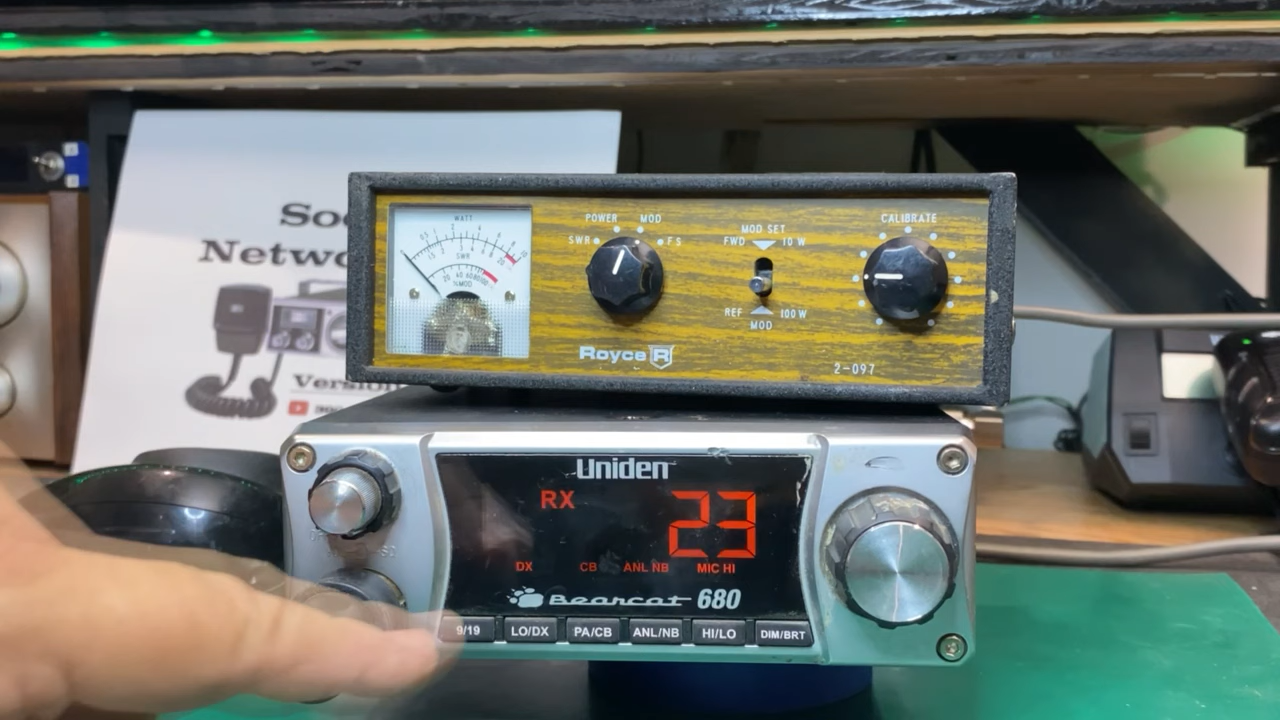 Netwo
Version
WATT
SWR
%MOD
POWER MOD
SWR FS
MOD SET
FWD 10 W
REF 100 W
MOD
CALIBRATE
Royce R
2-097
Uniden
RX
23
DX CB ANL NB MIC HI
Bearcat 680
9/19 LO/DX PA/CB ANL/NB HI/LO DIM/BRT